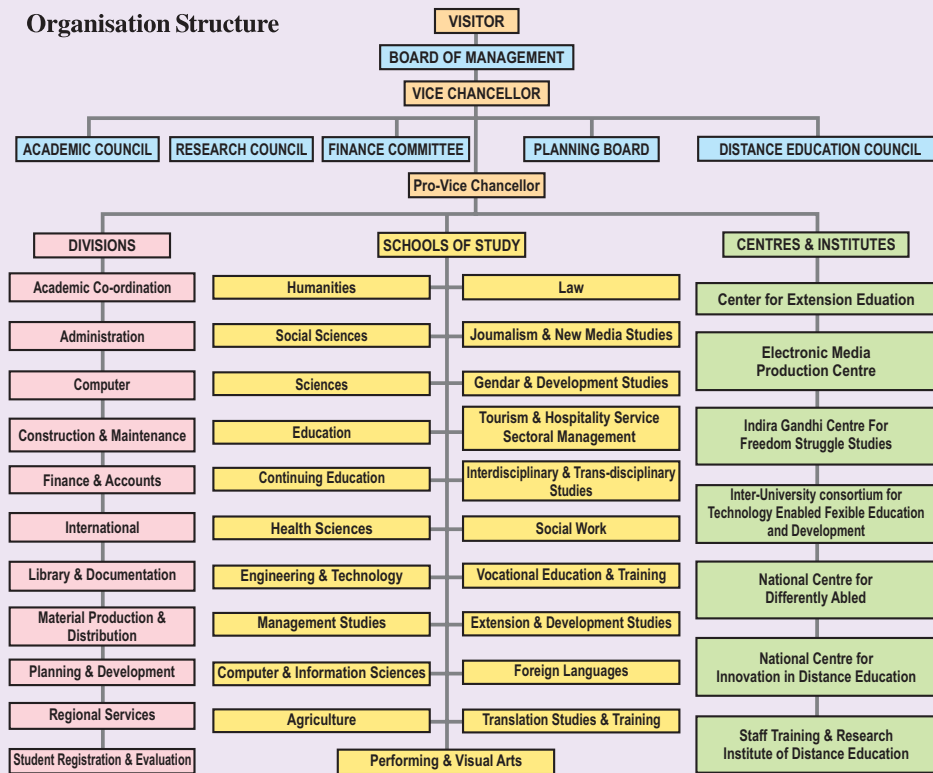 Organisation Structure
VISITOR
BOARD OF MANAGEMENT
VICE CHANCELLOR
ACADEMIC COUNCIL
RESEARCH COUNCIL
FINANCE COMMITTEE
PLANNING BOARD
DISTANCE EDUCATION COUNCIL
Pro-Vice Chancellor
DIVISIONS
Academic Co-ordination
Administration
Computer
Construction & Maintenance
Finance & Accounts
International
Library & Documentation
Material Production &
Distribution
Planning & Development
Regional Services
Student Registration & Evaluation
SCHOOLS OF STUDY
Humanities
Social Sciences
Sciences
Education
Continuing Education
Health Sciences
Engineering & Technology
Management Studies
Computer & Information Sciences
Agriculture
Law
Journalism & New Media Studies
Gendar & Development Studies
Tourism & Hospitality Service
Sectoral Management
Interdisciplinary & Trans-disciplinary
Studies
Social Work
Vocational Education & Training
Extension & Development Studies
Foreign Languages
Translation Studies & Training
Performing & Visual Arts
CENTRES & INSTITUTES
Center for Extension Eduation
Electronic Media
Production Centre
Indira Gandhi Centre For
Freedom Struggle Studies
Inter-University consortium for
Technology Enabled Fexible Education
and Development
National Centre for
Differently Abled
National Centre for
Innovation in Distance Education
Staff Training & Research
Institute of Distance Education